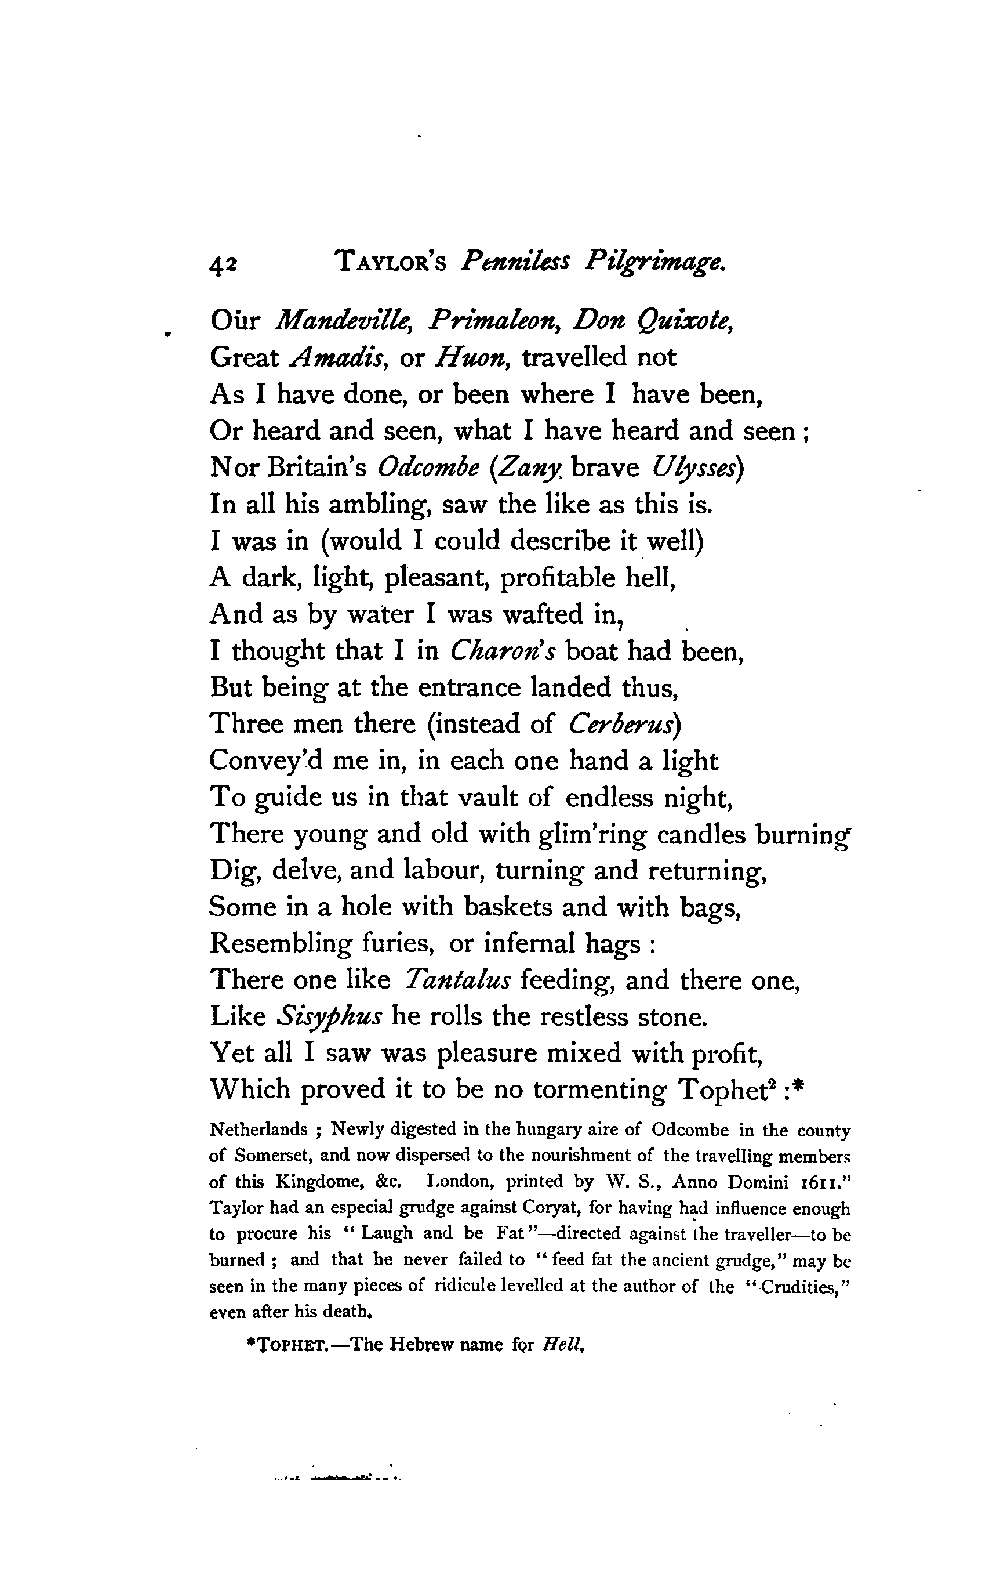 42 TAYLOR'S Penniless Pilgrimage.
Our Mandeville, Primaleon, Don Quixote,
Great Amadis, or Huon, travelled not
As I have done, or been where I have been,
Or heard and seen, what I have heard and seen ;
Nor Britain's Odcombe (Zany brave Ulysses)
In all his ambling, saw the like as this is.
I was in (would I could describe it well)
A dark, light, pleasant, profitable hell,
And as by water I was wafted in,
I thought that I in Charon's boat had been,
But being at the entrance landed thus,
Three men there (instead of Cerberus)
Convey'd me in, in each one hand a light
To guide us in that vault of endless night,
There young and old with glim'ring candles burning
Dig, delve, and labour, turning and returning,
Some in a hole with baskets and with bags,
Resembling furies, or infernal hags :
There one like Tantalus feeding, and there one,
Like Sisyphus he rolls the restless stone.
Yet all I saw was pleasure mixed with profit,
Which proved it to be no tormenting Tophet² :*
Netherlands ; Newly digested in the hungary aire of Odcombe in the county
of Somerset, and now dispersed to the nourishment of the travelling members
of this Kingdome, &c. London, printed by W. S., Anno Domini 1611."
Taylor had an especial grudge against Coryat, for having had influence enough
to procure his " Laugh and be Fat"—directed against the traveller—to be
burned ; and that he never failed to "feed fat the ancient grudge," may be
seen in the many pieces of ridicule levelled at the author of the "Crudities,"
even after his death.
*TOPHET.—The Hebrew name for Hell.